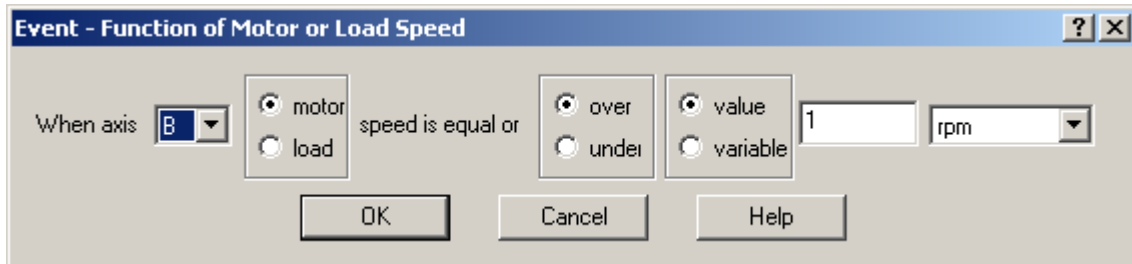 Event - Function of Motor or Load Speed
When axis B motor speed is equal or over value 1 rpm
load under variable
OK Cancel Help